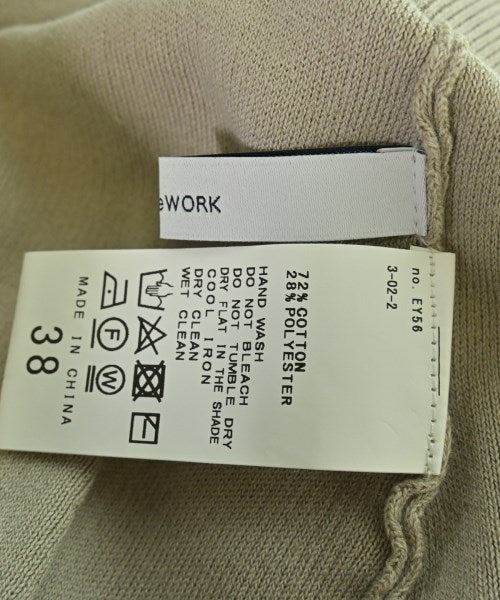 eWORK
no. EY56
3-02-2
72% COTTON
28% POLYESTER
HAND WASH
DO NOT BLEACH
DO NOT TUMBLE DRY
DRY FLAT IN THE SHADE
COOL IRON
DRY CLEAN
WET CLEAN
F
W
MADE IN CHINA
38